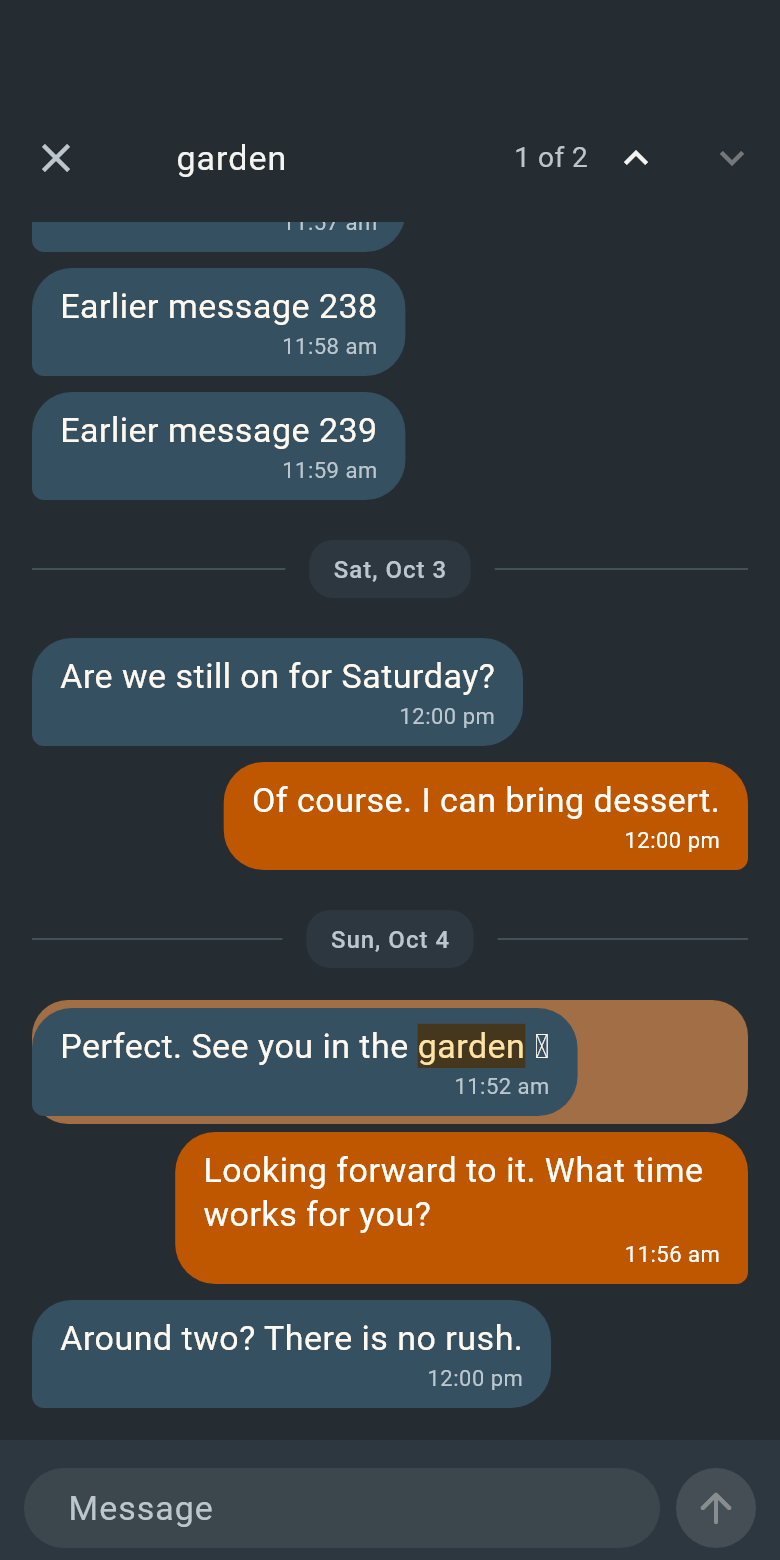 garden
1 of 2
11:57 am
Earlier message 238
11:58 am
Earlier message 239
11:59 am
Sat, Oct 3
Are we still on for Saturday?
12:00 pm
Of course. I can bring dessert.
12:00 pm
Sun, Oct 4
Perfect. See you in the garden
11:52 am
Looking forward to it. What time
works for you?
11:56 am
Around two? There is no rush.
12:00 pm
Message